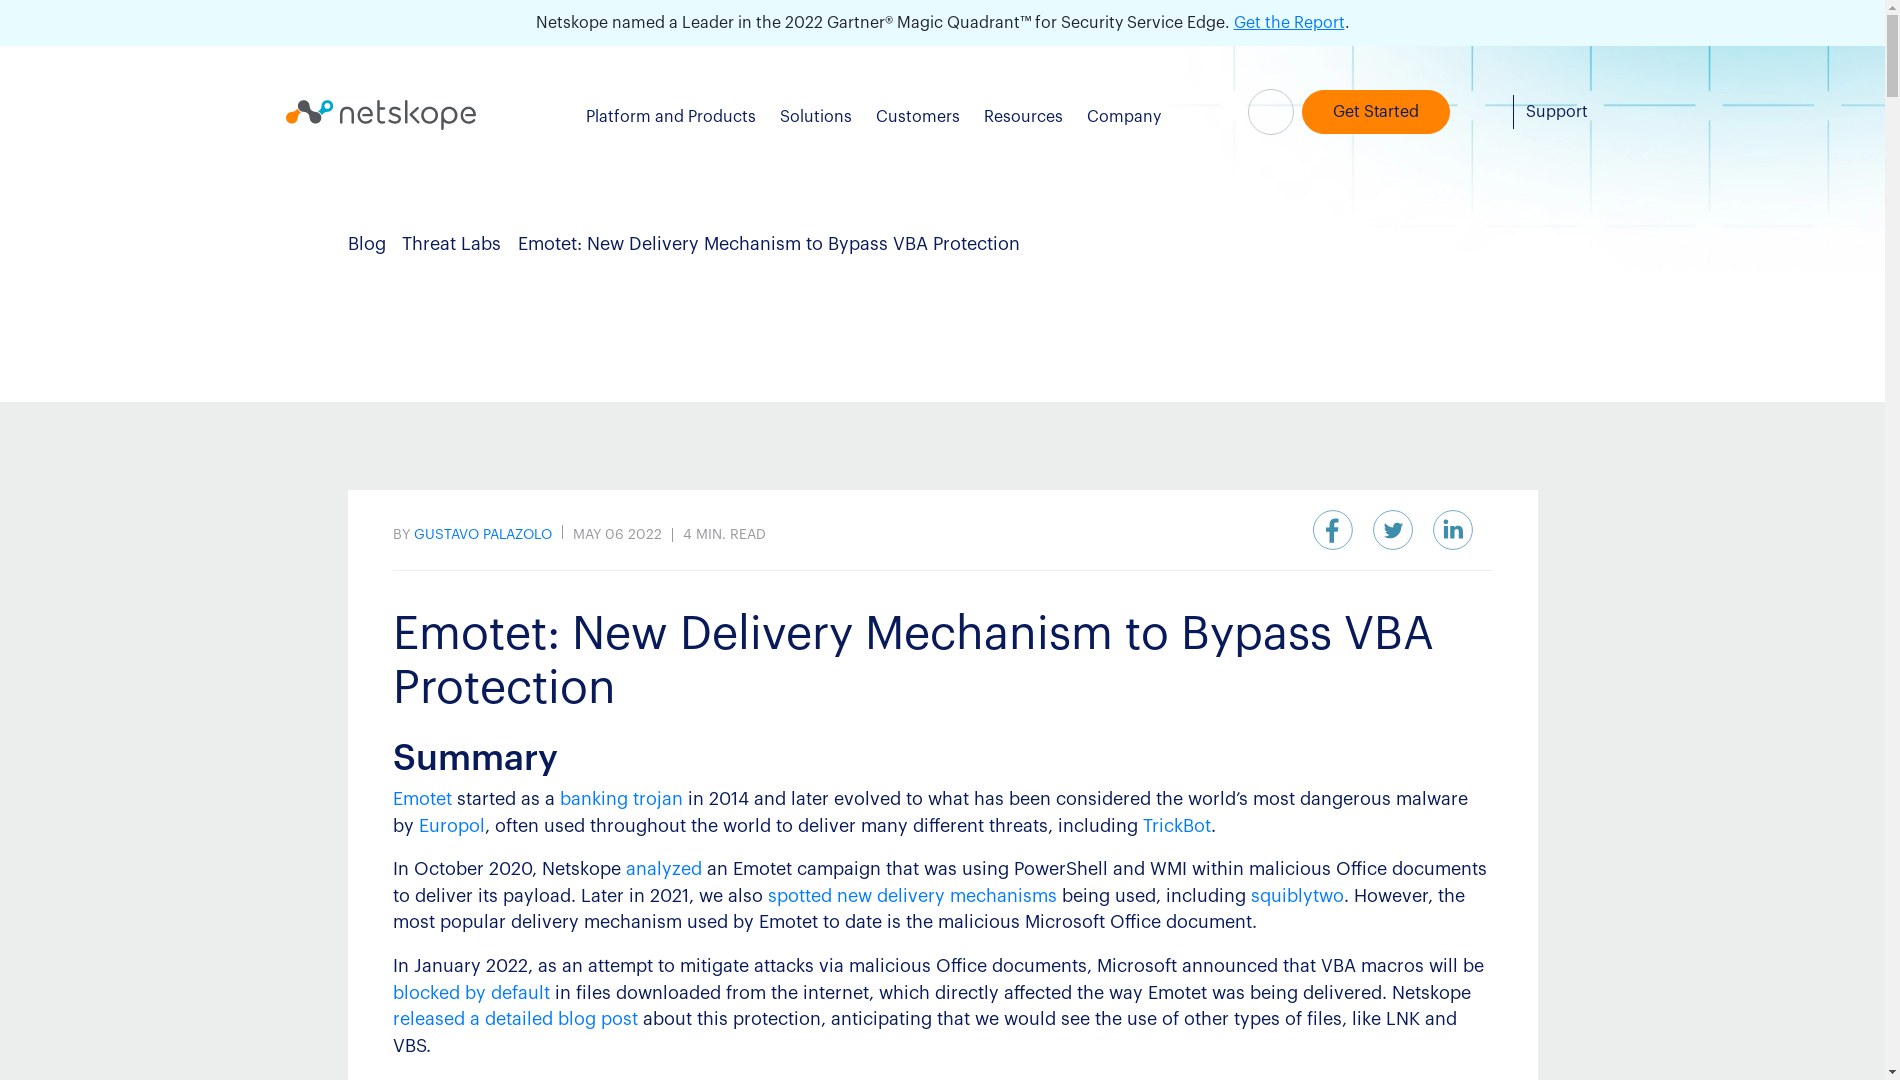 Netskope named a Leader in the 2022 Gartner® Magic Quadrant™ for Security Service Edge. Get the Report.
netskope
Platform and Products Solutions Customers Resources Company
Get Started
Support
Blog Threat Labs Emotet: New Delivery Mechanism to Bypass VBA Protection
BY GUSTAVO PALAZOLO | MAY 06 2022 | 4 MIN. READ
Emotet: New Delivery Mechanism to Bypass VBA
Protection
Summary
Emotet started as a banking trojan in 2014 and later evolved to what has been considered the world’s most dangerous malware
by Europol, often used throughout the world to deliver many different threats, including TrickBot.
In October 2020, Netskope analyzed an Emotet campaign that was using PowerShell and WMI within malicious Office documents
to deliver its payload. Later in 2021, we also spotted new delivery mechanisms being used, including squiblytwo. However, the
most popular delivery mechanism used by Emotet to date is the malicious Microsoft Office document.
In January 2022, as an attempt to mitigate attacks via malicious Office documents, Microsoft announced that VBA macros will be
blocked by default in files downloaded from the internet, which directly affected the way Emotet was being delivered. Netskope
released a detailed blog post about this protection, anticipating that we would see the use of other types of files, like LNK and
VBS.